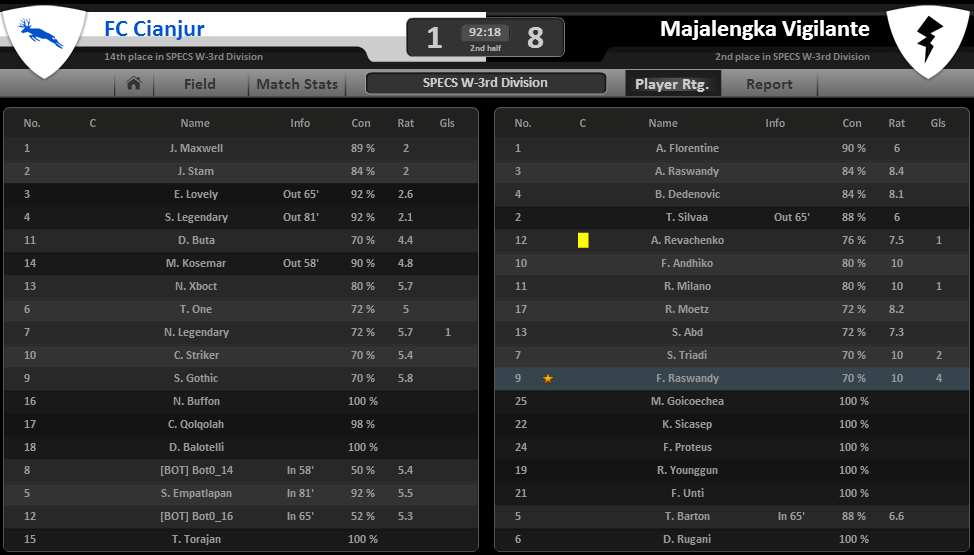 FC Cianjur 1 92:18 2nd half 8 Majalengka Vigilante
14th place in SPECS W-3rd Division 2nd place in SPECS W-3rd Division
Field Match Stats SPECS W-3rd Division Player Rtg. Report
No. C Name Info Con Rat Gls
1 J. Maxwell 89 % 2
2 J. Stam 84 % 2
3 E. Lovely Out 65' 92 % 2.6
4 S. Legendary Out 81' 92 % 2.1
11 D. Buta 70 % 4.4
14 M. Kosemar Out 58' 90 % 4.8
13 N. Xboct 80 % 5.7
6 T. One 72 % 5
7 N. Legendary 72 % 5.7 1
10 C. Striker 70 % 5.4
9 S. Gothic 70 % 5.8
16 N. Buffon 100 %
17 C. Qolqolah 98 %
18 D. Balotelli 100 %
8 [BOT] Bot0_14 In 58' 50 % 5.4
5 S. Empatlapan In 81' 92 % 5.5
12 [BOT] Bot0_16 In 65' 52 % 5.3
15 T. Torajan 100 %
No. C Name Info Con Rat Gls
1 A. Florentine 90 % 6
3 A. Raswandy 84 % 8.4
4 B. Dedenovic 84 % 8.1
2 T. Silvaa Out 65' 88 % 6
12 A. Revachenko 76 % 7.5 1
10 F. Andhiko 80 % 10
11 R. Milano 80 % 10 1
17 R. Moetz 72 % 8.2
13 S. Abd 72 % 7.3
7 S. Triadi 70 % 10 2
9 F. Raswandy 70 % 10 4
25 M. Goicoechea 100 %
22 K. Sicasep 100 %
24 F. Proteus 100 %
19 R. Younggun 100 %
21 F. Unti 100 %
5 T. Barton In 65' 88 % 6.6
6 D. Rugani 100 %